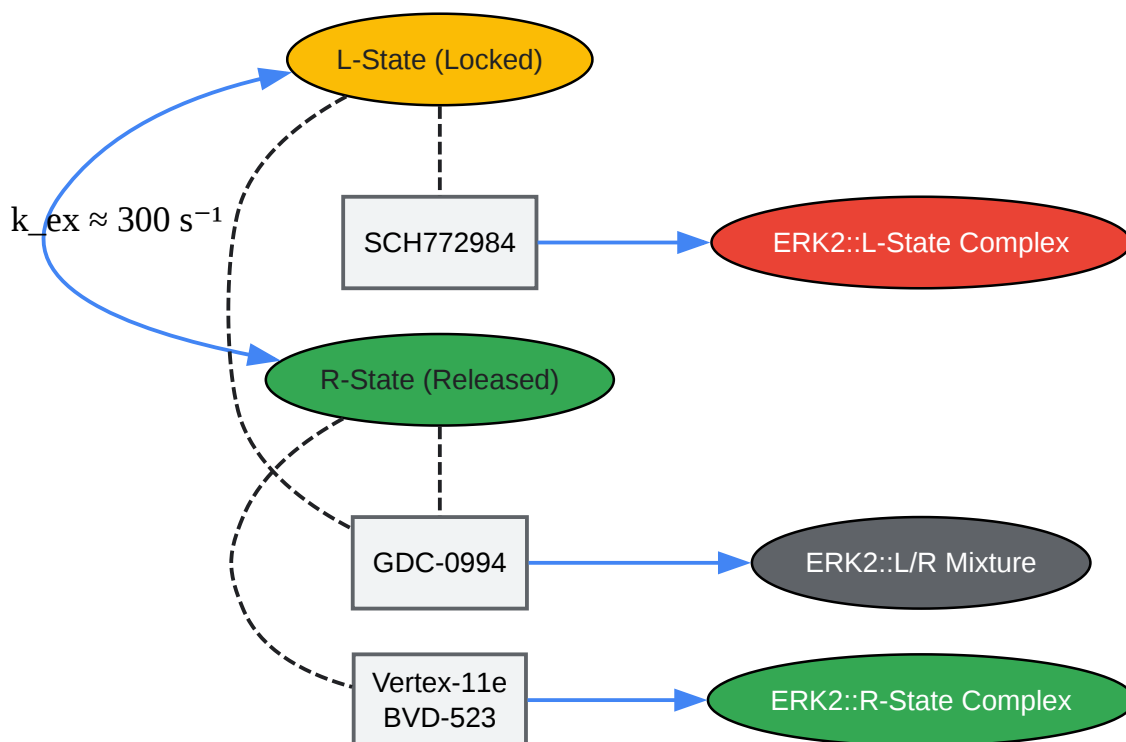 L-State (Locked)
k_ex ≈ 300 s⁻¹
SCH772984
ERK2::L-State Complex
R-State (Released)
GDC-0994
ERK2::L/R Mixture
Vertex-11e
BVD-523
ERK2::R-State Complex